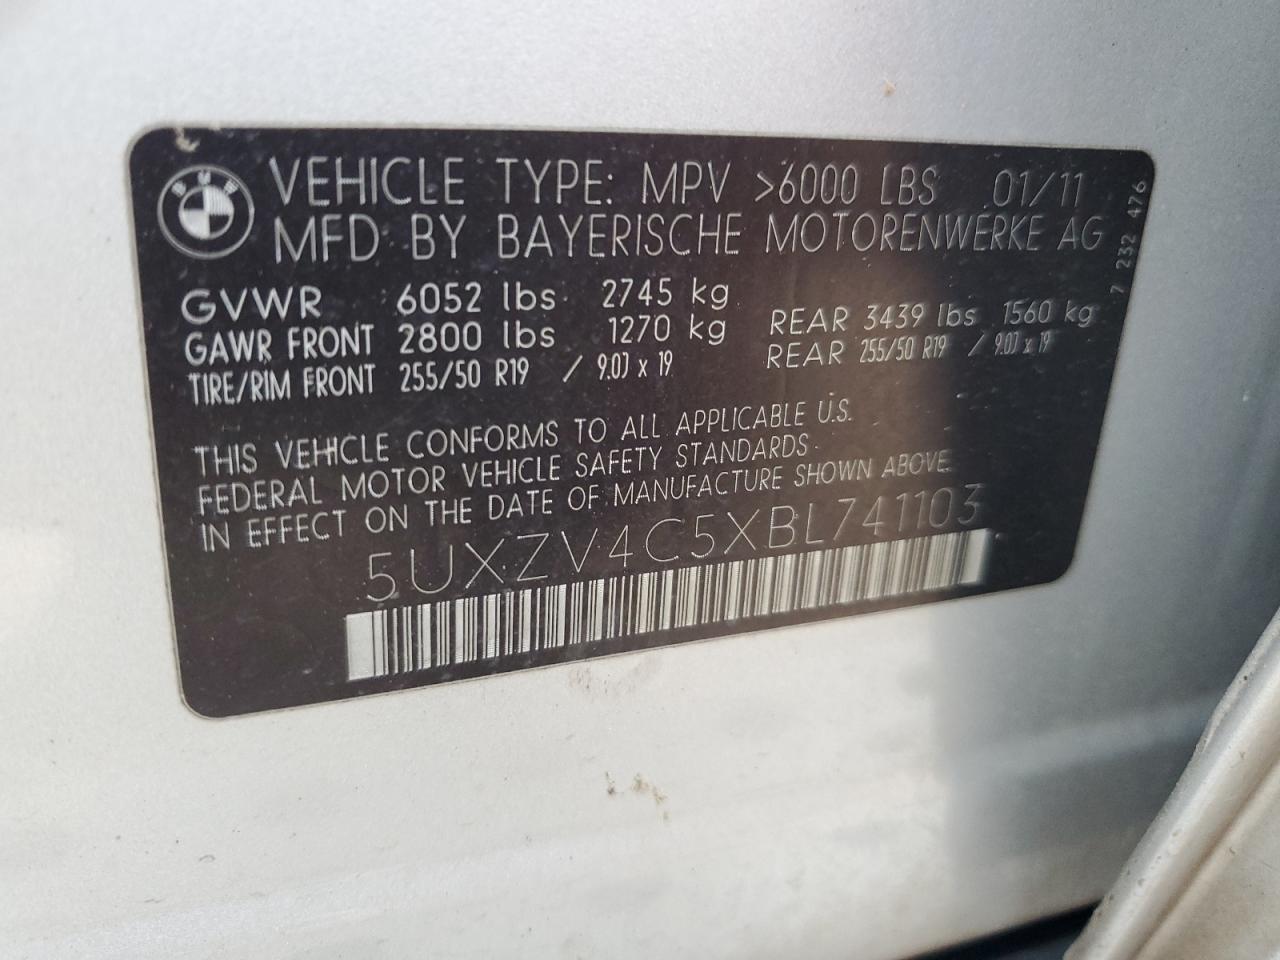 BMW
VEHICLE TYPE: MPV >6000 LBS 01/11
MFD BY BAYERISCHE MOTORENWERKE AG
7 232 476
GVWR 6052 lbs 2745 kg
GAWR FRONT 2800 lbs 1270 kg REAR 3439 lbs 1560 kg
TIRE/RIM FRONT 255/50 R19 / 9.0J x 19 REAR 255/50 R19 / 9.0J x 19
THIS VEHICLE CONFORMS TO ALL APPLICABLE U.S.
FEDERAL MOTOR VEHICLE SAFETY STANDARDS
IN EFFECT ON THE DATE OF MANUFACTURE SHOWN ABOVE.
5UXZV4C5XBL741103